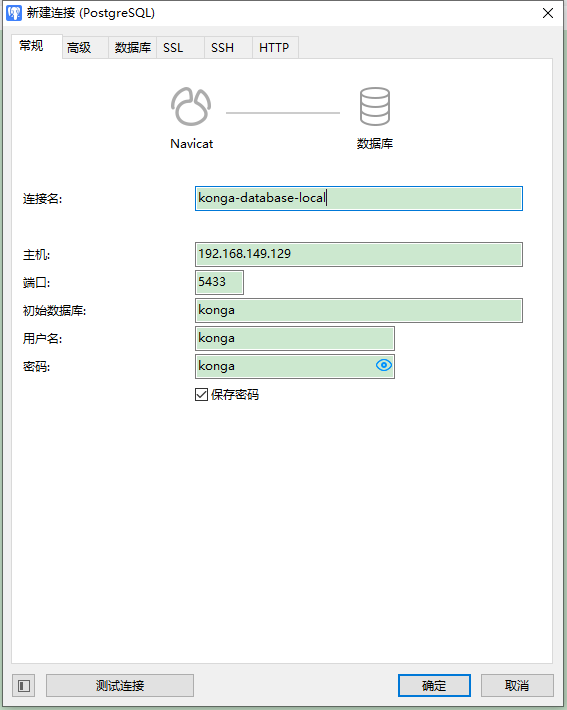 新建连接 (PostgreSQL)
常规 高级 数据库 SSL SSH HTTP
Navicat 数据库
连接名: konga-database-local
主机: 192.168.149.129
端口: 5433
初始数据库: konga
用户名: konga
密码: konga
保存密码
测试连接 确定 取消